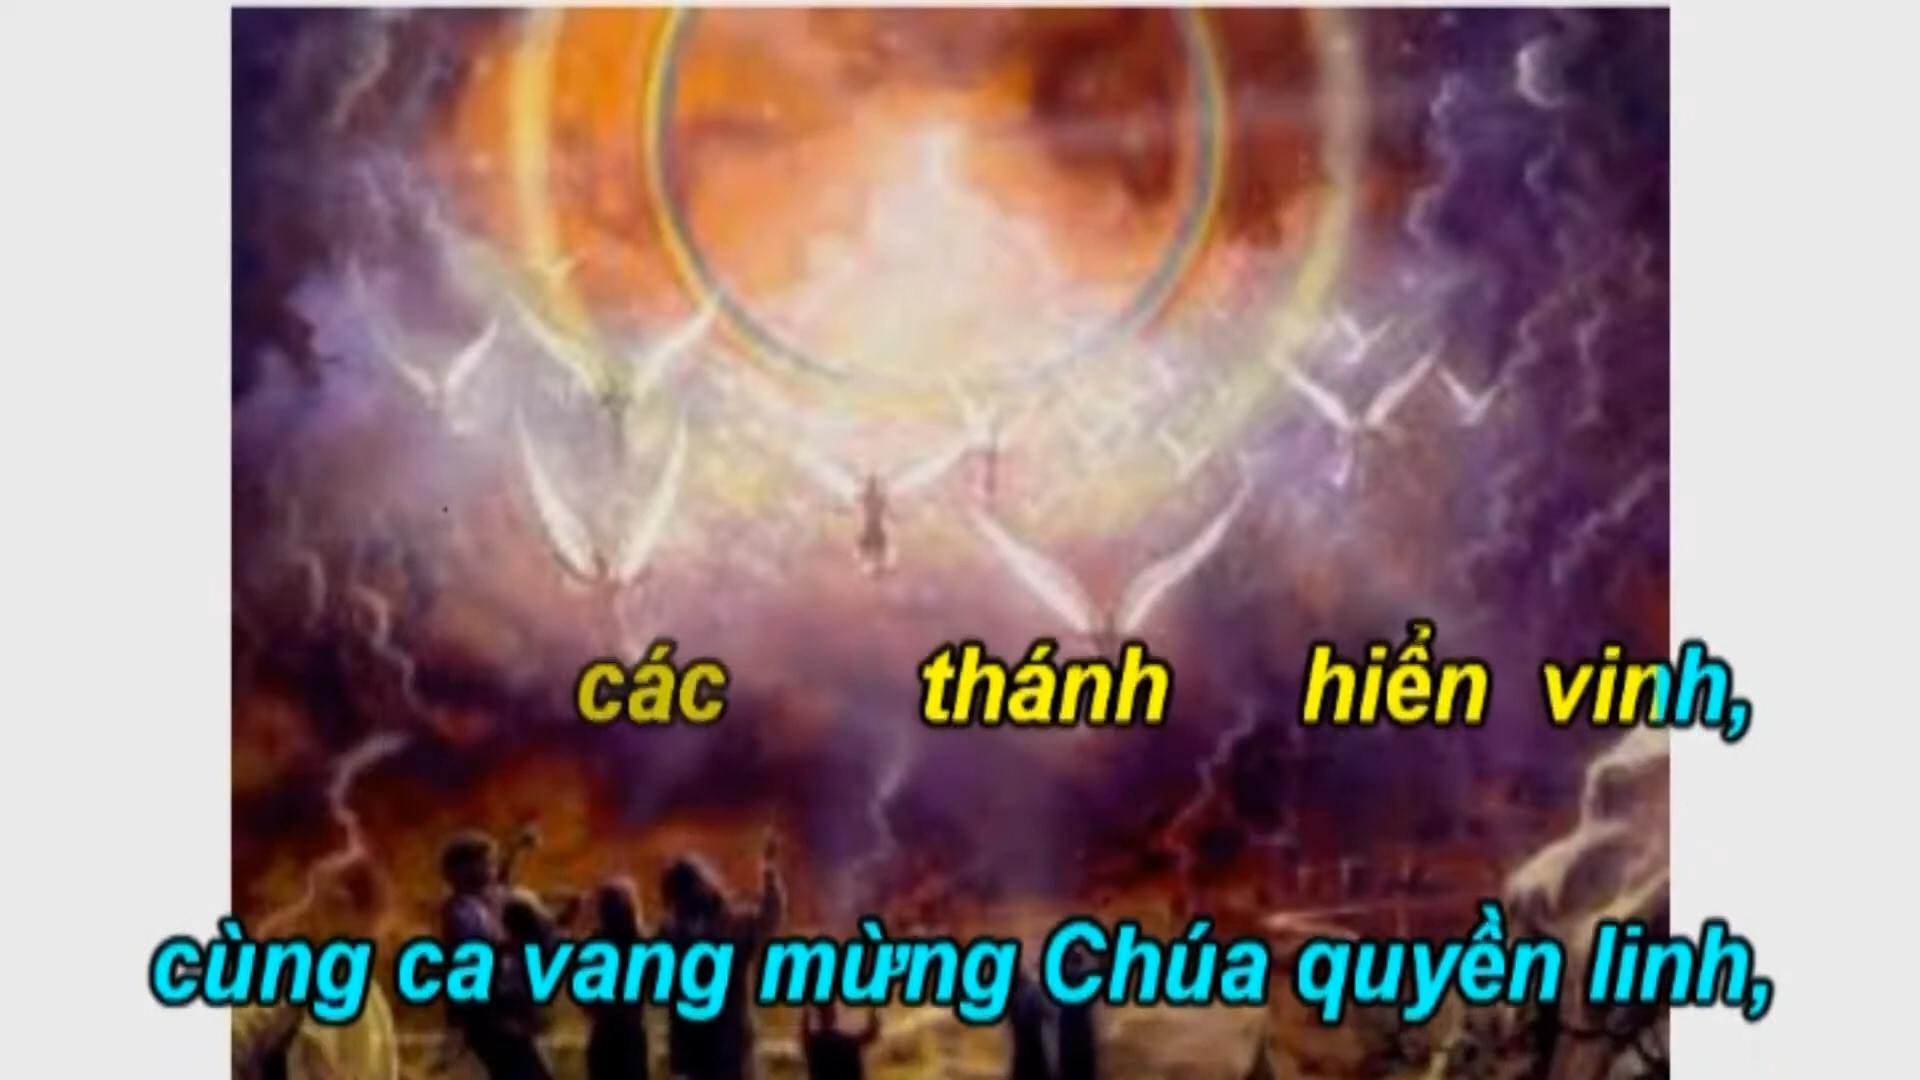 các thánh hiển vinh,
cùng ca vang mừng Chúa quyền linh,